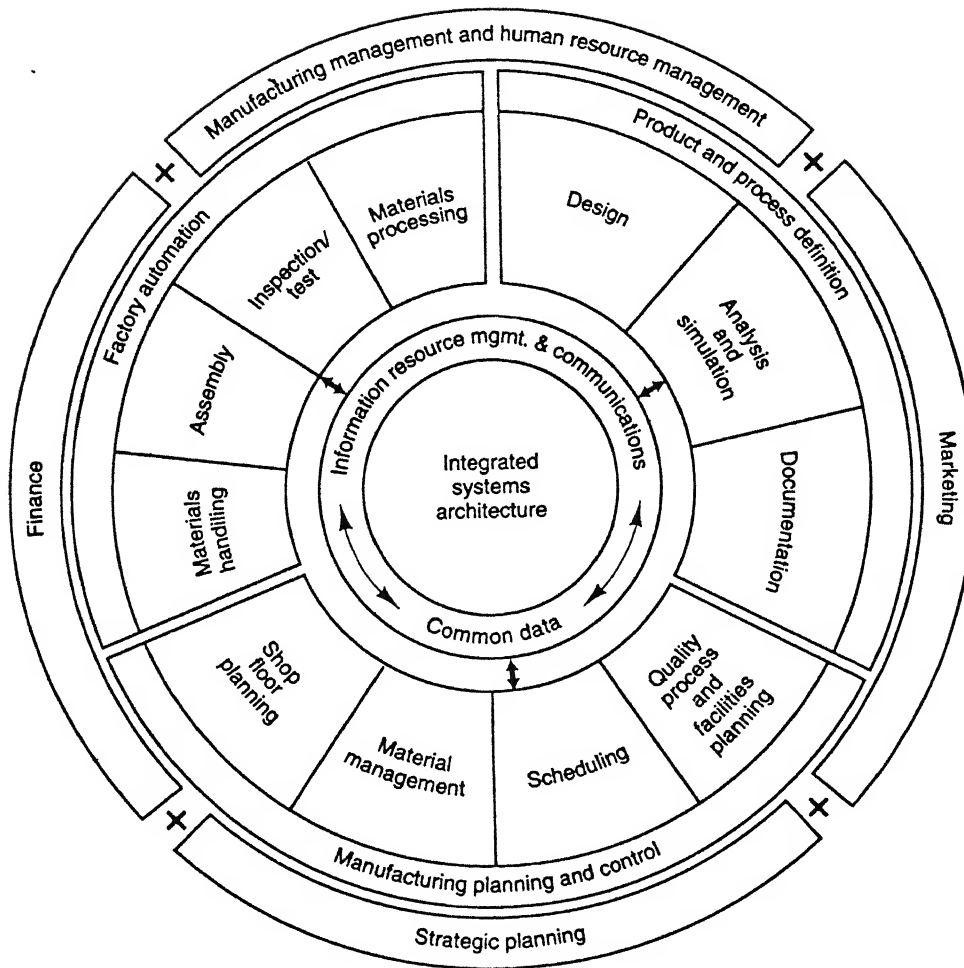 Manufacturing management and human resource management
Product and process definition
Factory automation
Materials
processing
Design
Inspection/
test
Analysis
and
simulation
Information resource mgmt. & communications
Assembly
Integrated
systems
architecture
Finance
Marketing
Materials
handiling
Documentation
Common data
Shop
floor
planning
Material
management
Scheduling
Quality
process
and
facilities
planning
Manufacturing planning and control
Strategic planning